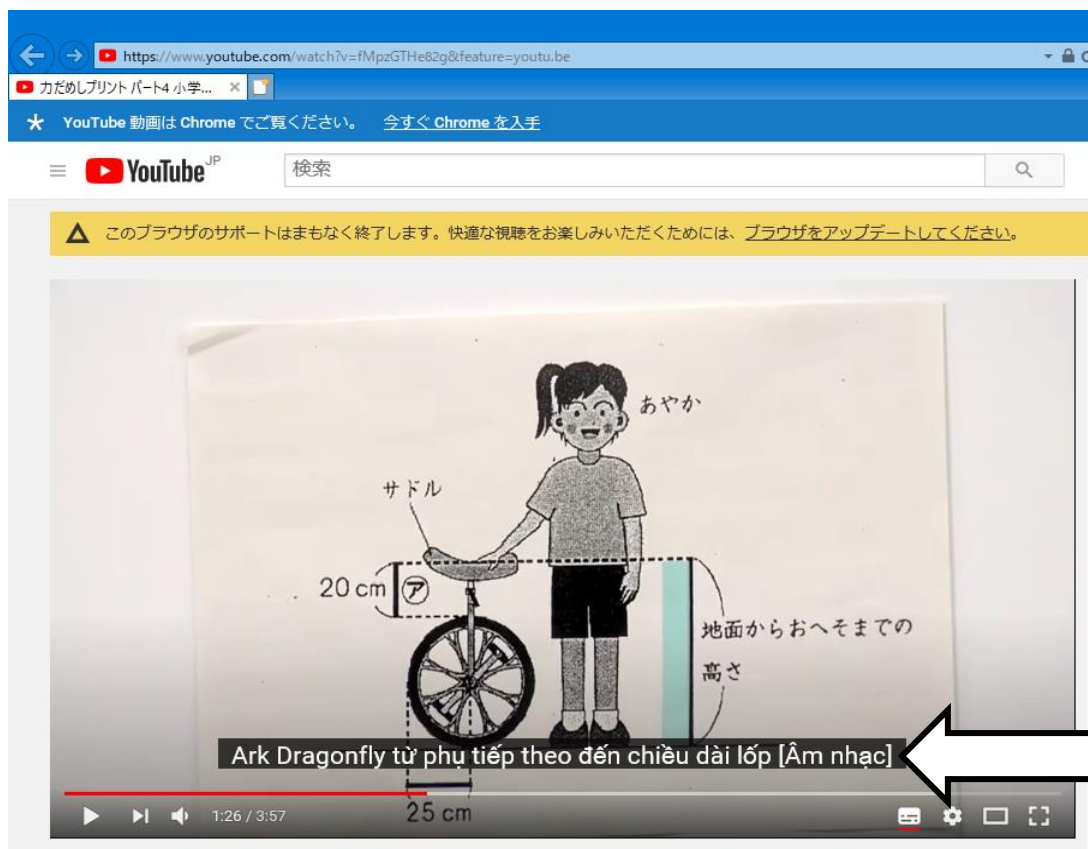 https://www.youtube.com/watch?v=fMpzGTHe82g&feature=youtu.be
力だめしプリント パート4 小学...
YouTube 動画は Chrome でご覧ください。 今すぐ Chrome を入手
YouTube JP
検索
このブラウザのサポートはまもなく終了します。快適な視聴をお楽しみいただくためには、ブラウザをアップデートしてください。
あやか
サドル
20 cm ㋐
地面からおへそまでの
高さ
Ark Dragonfly từ phụ tiếp theo đến chiều dài lốp [Âm nhạc]
1:26 / 3:57
25 cm